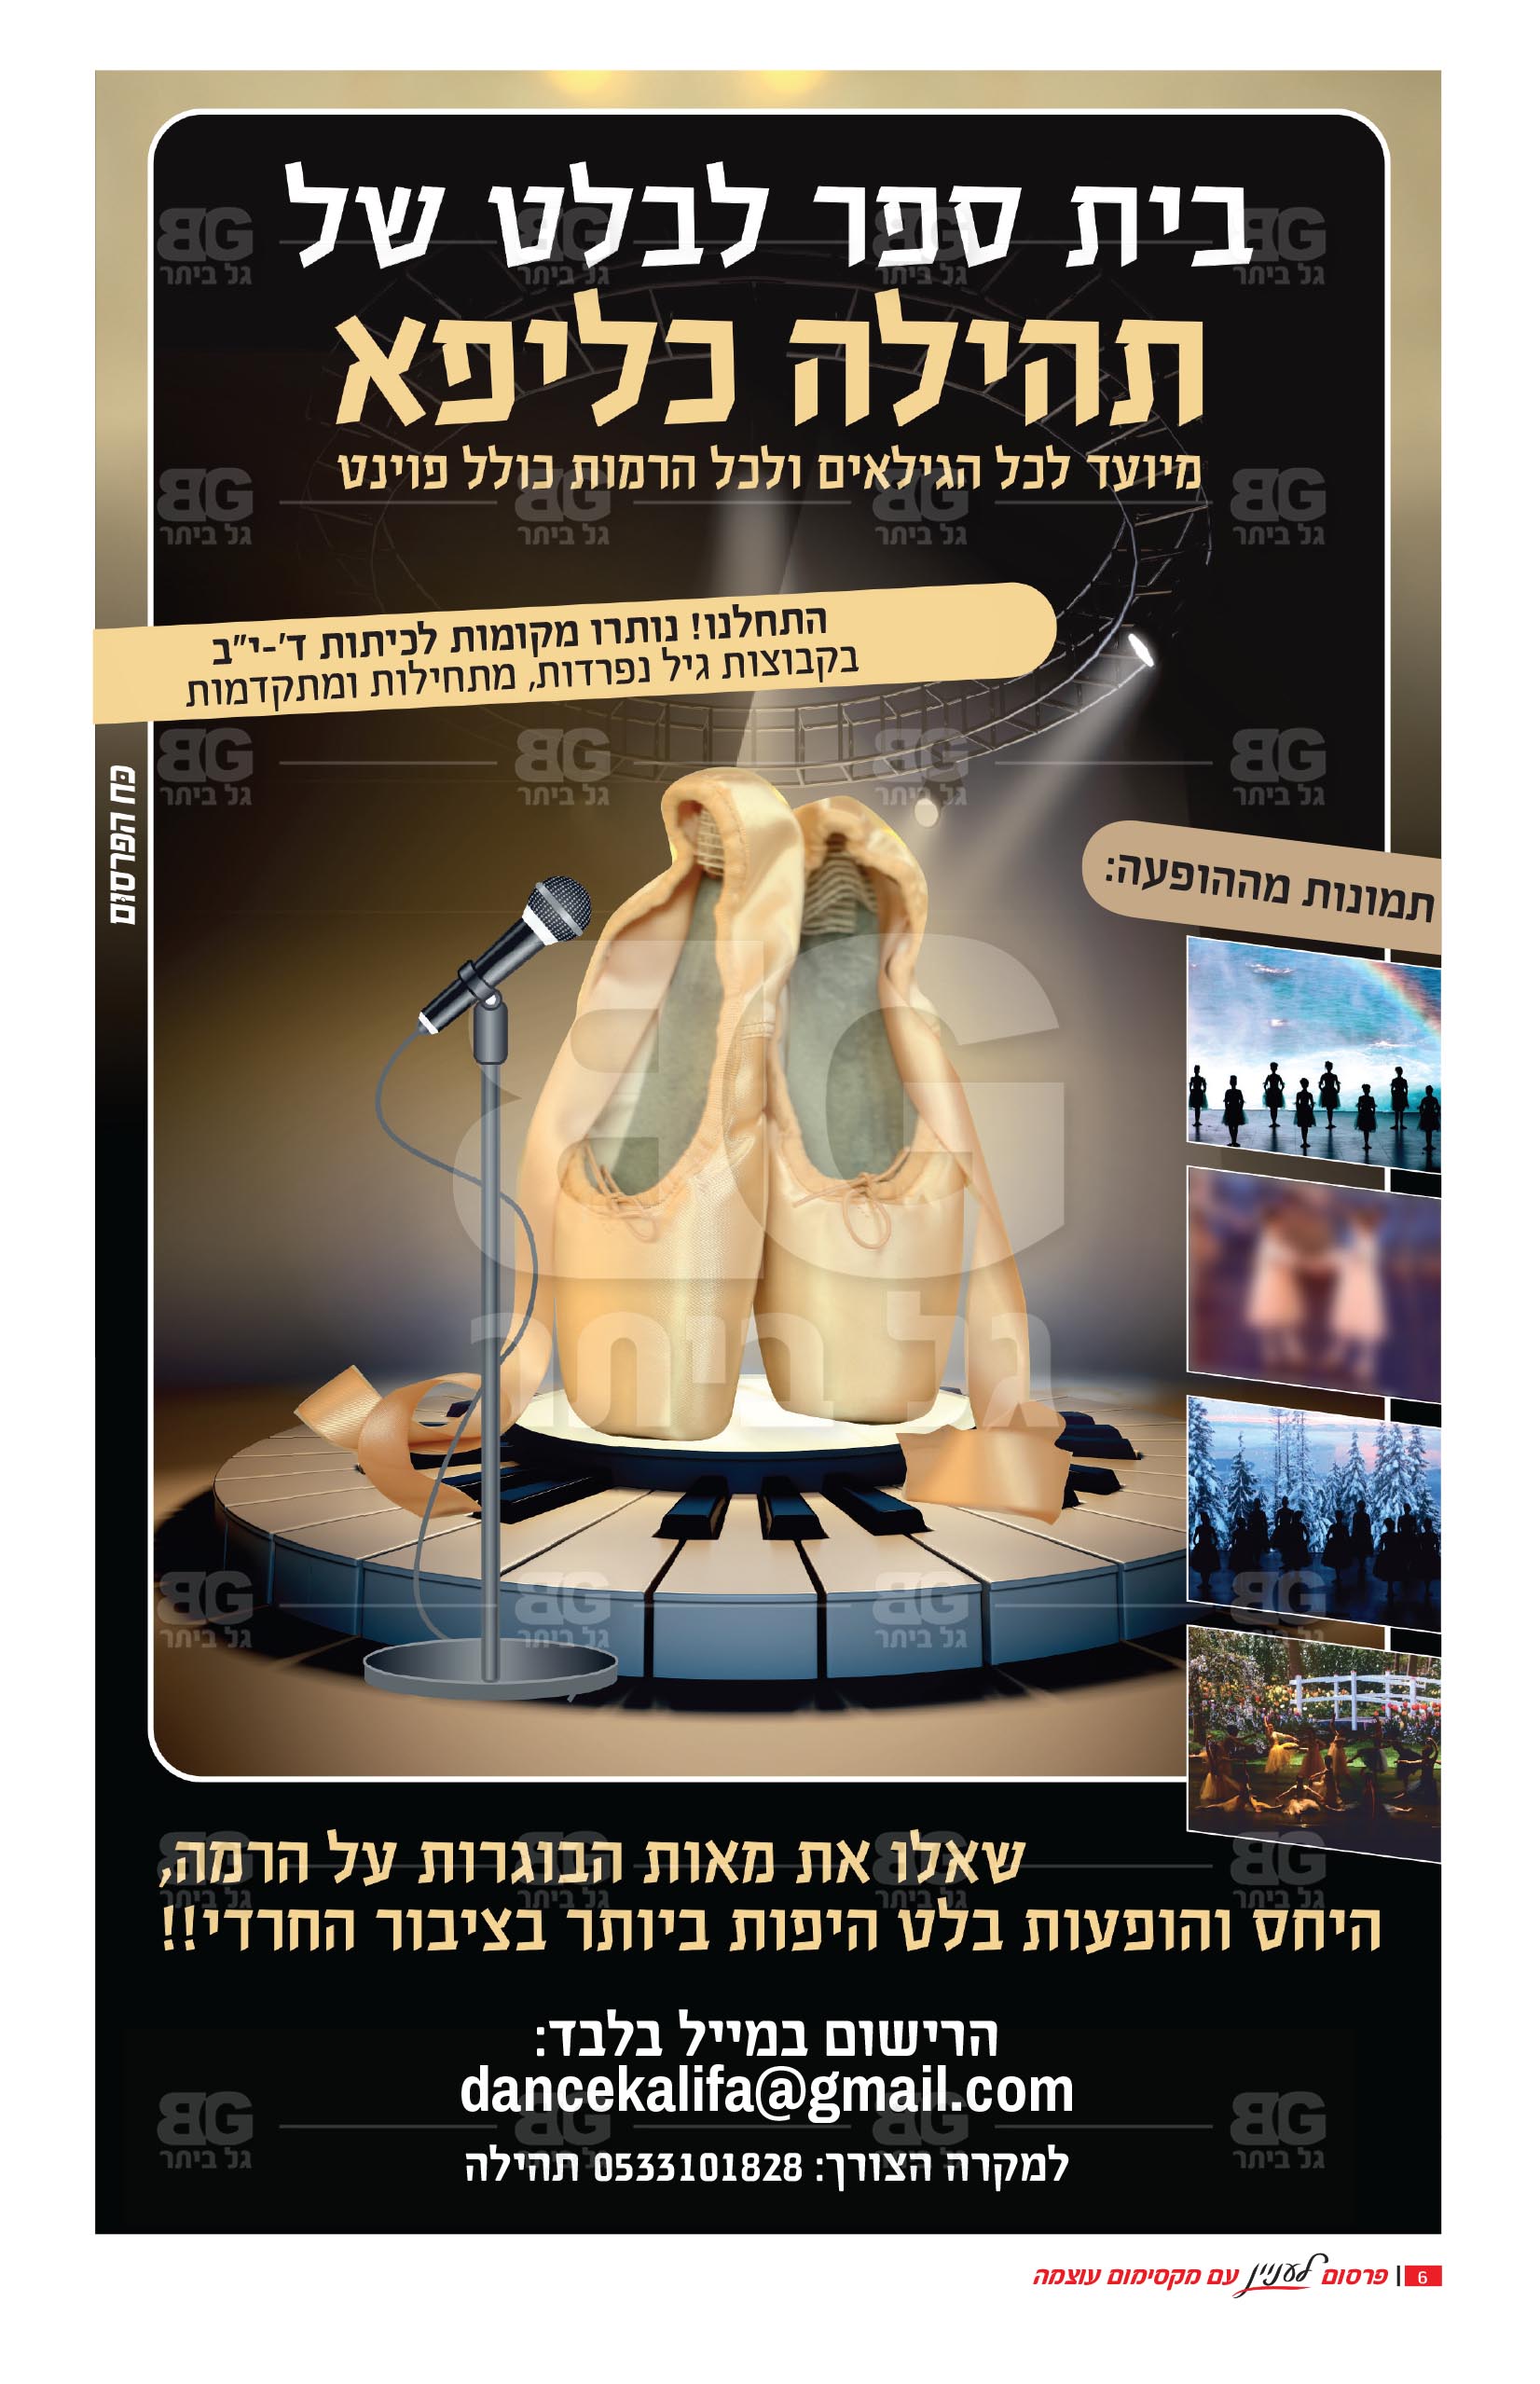 בית ספר לבלט של
תהילה כליפא
מיועד לכל הגילאים ולכל הרמות כולל פוינט
התחלנו! נותרו מקומות לכיתות ד'-י"ב
בקבוצות גיל נפרדות, מתחילות ומתקדמות
כח הפרסום
תמונות מההופעה:
שאלו את מאות הבוגרות על הרמה,
היחס והופעות בלט היפות ביותר בציבור החרדי!!
הרישום במייל בלבד:
dancekalifa@gmail.com
למקרה הצורך: 0533101828 תהילה
6 | פרסום לעניין עם מקסימום עוצמה
BG
גל ביתר